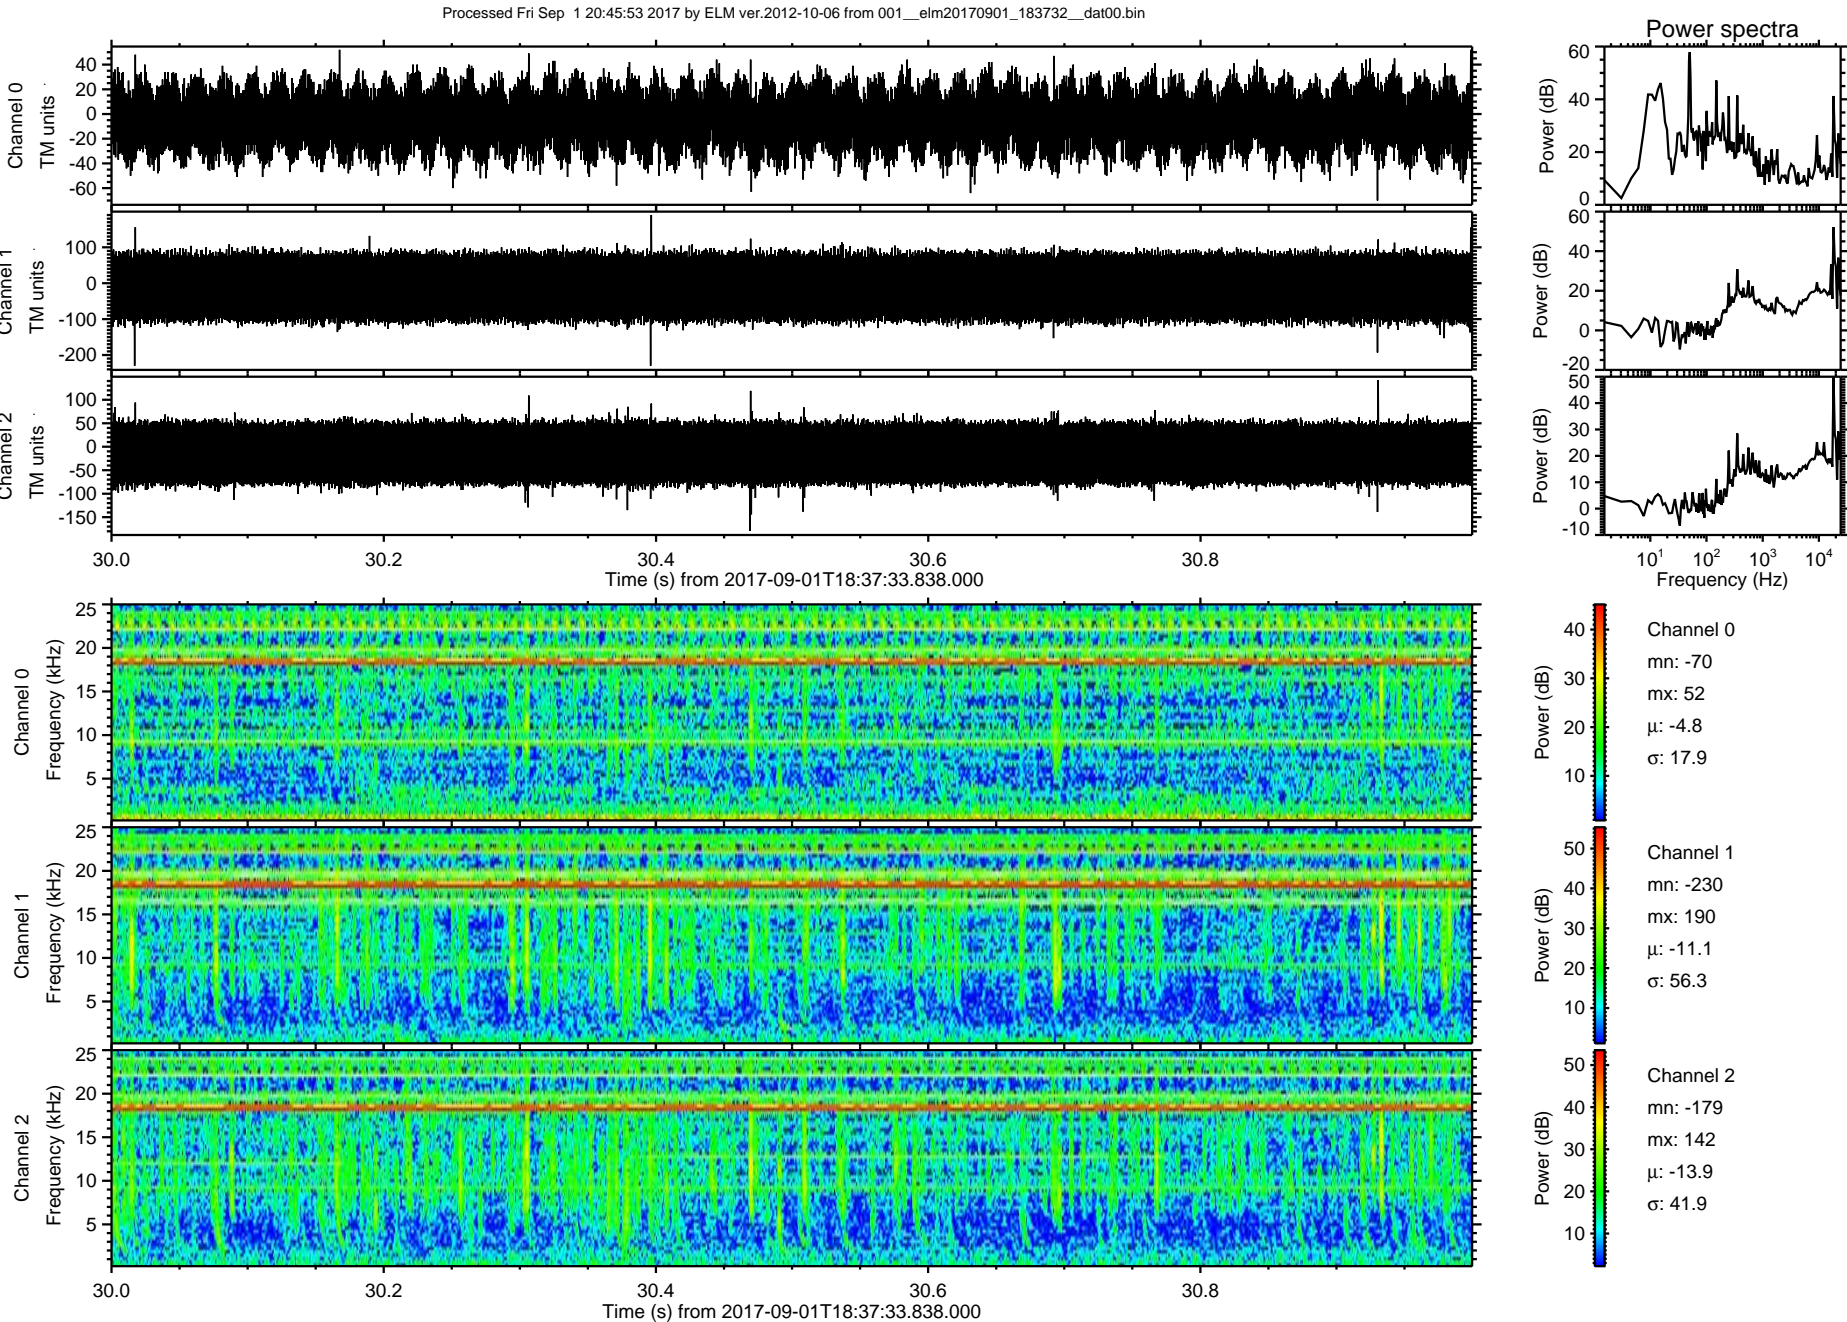 Processed Fri Sep 1 20:45:53 2017 by ELM ver.2012-10-06 from 001__elm20170901_183732__dat00.bin
Power spectra
Channel 0
TM units
40
20
0
-20
-40
-60
Power (dB)
60
40
20
0
Channel 1
TM units
100
0
-100
-200
Power (dB)
60
40
20
0
-20
Channel 2
TM units
100
50
0
-50
-100
-150
Power (dB)
50
40
30
20
10
0
-10
30.0 30.2 30.4 30.6 30.8
Time (s) from 2017-09-01T18:37:33.838.000
10^1 10^2 10^3 10^4
Frequency (Hz)
Channel 0
Frequency (kHz)
25
20
15
10
5
Power (dB)
40
30
20
10
Channel 0
mn: -70
mx: 52
μ: -4.8
σ: 17.9
Channel 1
Frequency (kHz)
25
20
15
10
5
Power (dB)
50
40
30
20
10
Channel 1
mn: -230
mx: 190
μ: -11.1
σ: 56.3
Channel 2
Frequency (kHz)
25
20
15
10
5
Power (dB)
50
40
30
20
10
Channel 2
mn: -179
mx: 142
μ: -13.9
σ: 41.9
30.0 30.2 30.4 30.6 30.8
Time (s) from 2017-09-01T18:37:33.838.000